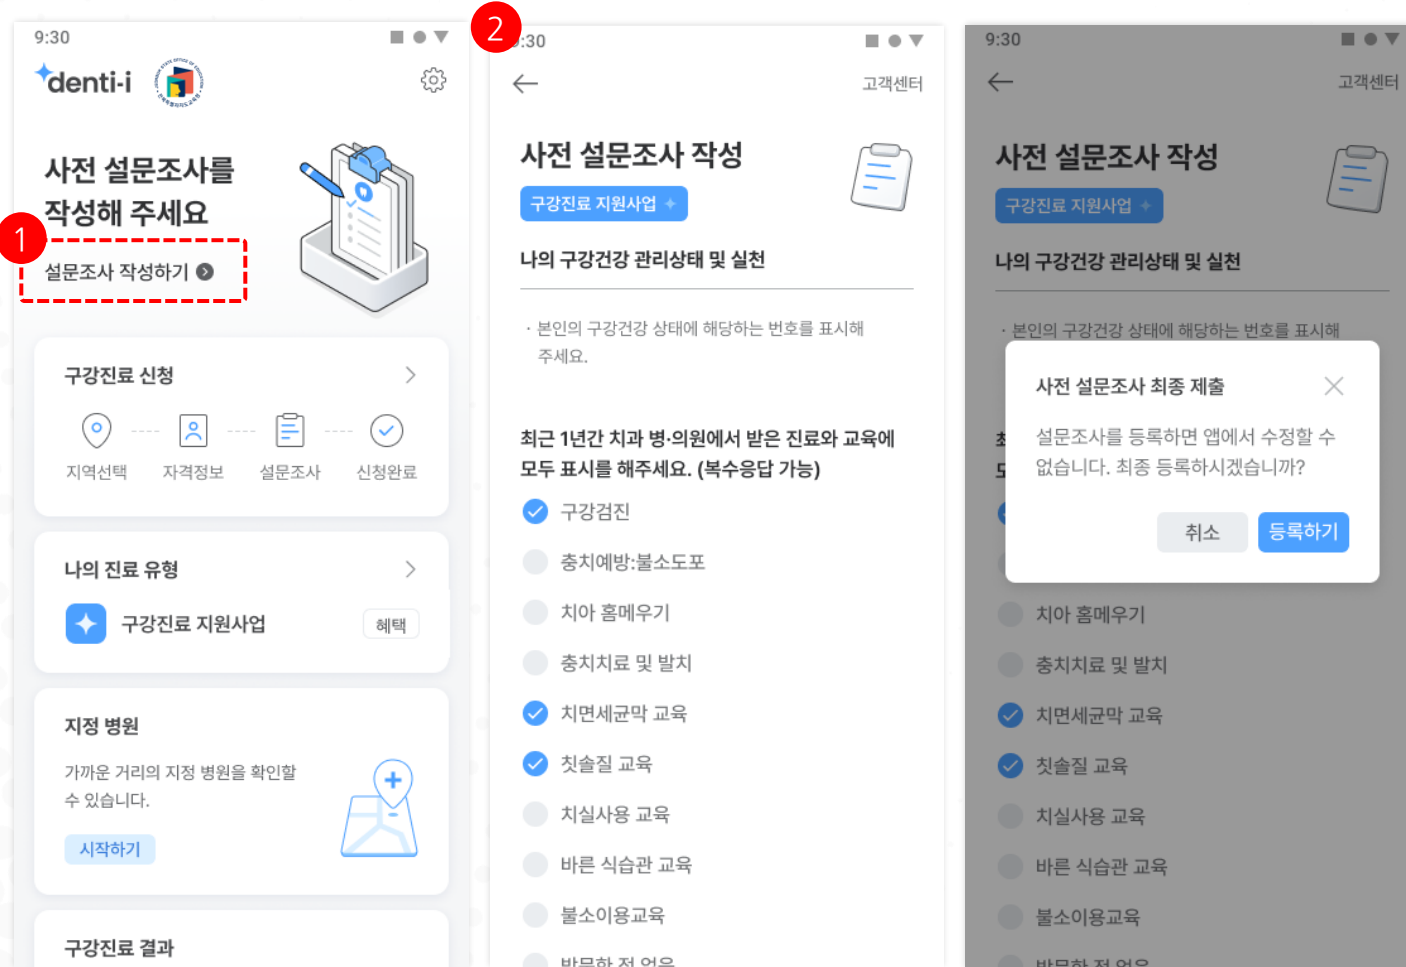 9:30
denti-i
사전 설문조사를
작성해 주세요
1
설문조사 작성하기
구강진료 신청
지역선택
자격정보
설문조사
신청완료
나의 진료 유형
구강진료 지원사업
혜택
지정 병원
가까운 거리의 지정 병원을 확인할
수 있습니다.
시작하기
구강진료 결과
2
:30
고객센터
사전 설문조사 작성
구강진료 지원사업
나의 구강건강 관리상태 및 실천
· 본인의 구강건강 상태에 해당하는 번호를 표시해
주세요.
최근 1년간 치과 병·의원에서 받은 진료와 교육에
모두 표시를 해주세요. (복수응답 가능)
구강검진
충치예방:불소도포
치아 홈메우기
충치치료 및 발치
치면세균막 교육
칫솔질 교육
치실사용 교육
바른 식습관 교육
불소이용교육
방문한 적 없음
9:30
고객센터
사전 설문조사 작성
구강진료 지원사업
나의 구강건강 관리상태 및 실천
· 본인의 구강건강 상태에 해당하는 번호를 표시해
사전 설문조사 최종 제출
설문조사를 등록하면 앱에서 수정할 수
없습니다. 최종 등록하시겠습니까?
취소
등록하기
치아 홈메우기
충치치료 및 발치
치면세균막 교육
칫솔질 교육
치실사용 교육
바른 식습관 교육
불소이용교육
방문한 적 없음